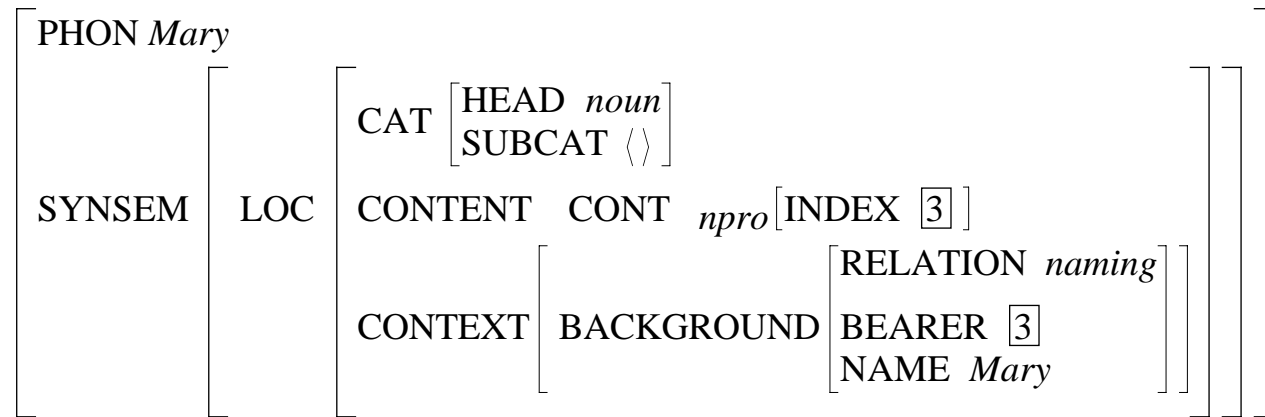 PHON Mary
HEAD noun
CAT
SUBCAT ⟨ ⟩
SYNSEM LOC CONTENT CONT npro[INDEX 3]
RELATION naming
CONTEXT BACKGROUND BEARER 3
NAME Mary